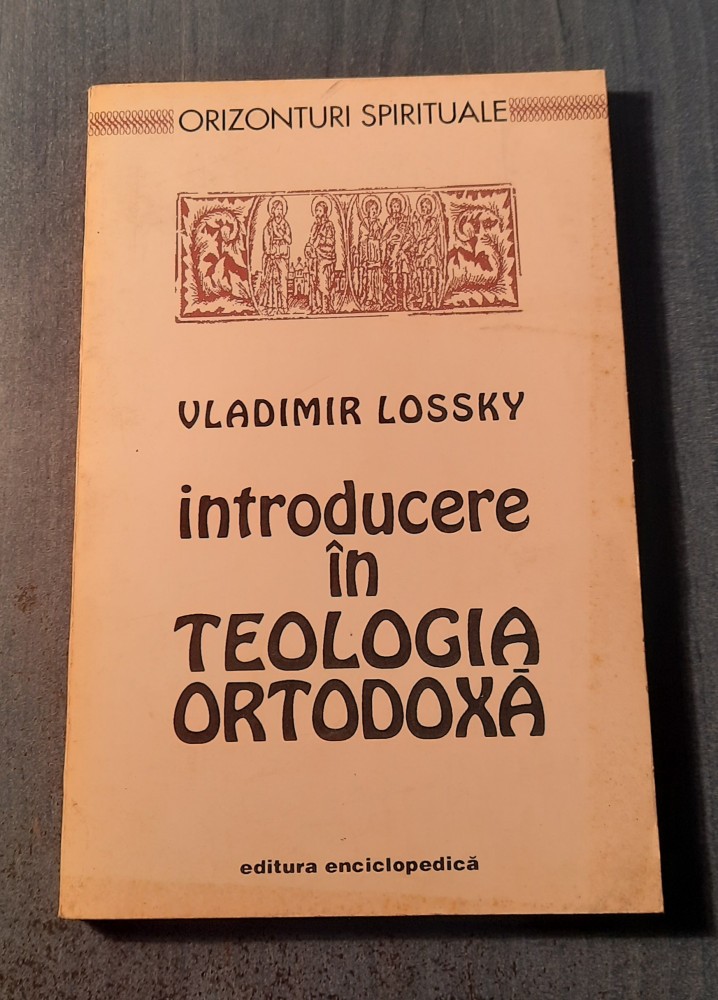 ORIZONTURI SPIRITUALE
VLADIMIR LOSSKY
introducere
în
TEOLOGIA
ORTODOXĂ
editura enciclopedică